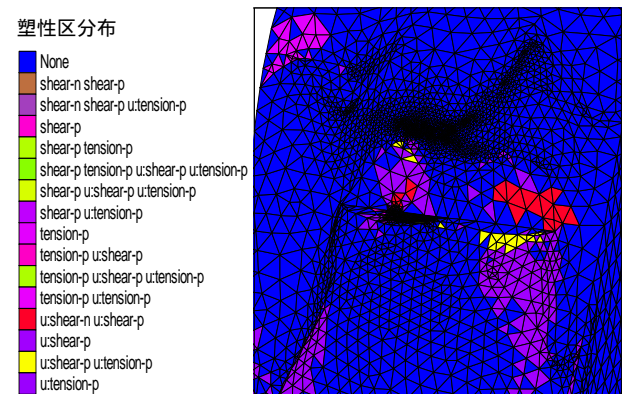 塑性区分布
None
shear-n shear-p
shear-n shear-p u:tension-p
shear-p
shear-p tension-p
shear-p tension-p u:shear-p u:tension-p
shear-p u:shear-p u:tension-p
shear-p u:tension-p
tension-p
tension-p u:shear-p
tension-p u:shear-p u:tension-p
tension-p u:tension-p
u:shear-n u:shear-p
u:shear-p
u:shear-p u:tension-p
u:tension-p